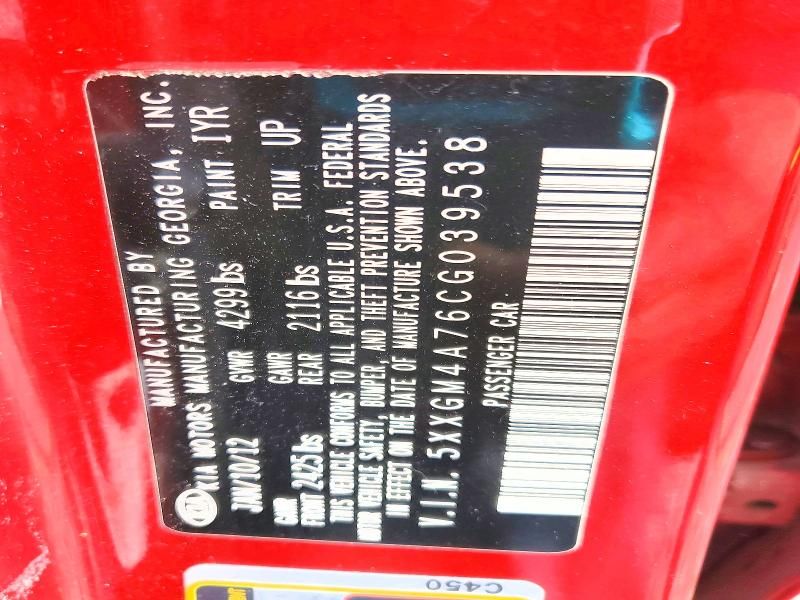 KIA
MANUFACTURED BY
KIA MOTORS MANUFACTURING GEORGIA, INC.
JAN/10/12 GVWR 4299lbs PAINT 1YR
GAWR FRONT 2425lbs GAWR REAR 2116lbs TRIM UP
THIS VEHICLE CONFORMS TO ALL APPLICABLE U.S.A. FEDERAL
MOTOR VEHICLE SAFETY, BUMPER, AND THEFT PREVENTION STANDARDS
IN EFFECT ON THE DATE OF MANUFACTURE SHOWN ABOVE.
V.I.N. 5XXGM4A76CG039538
PASSENGER CAR
C450